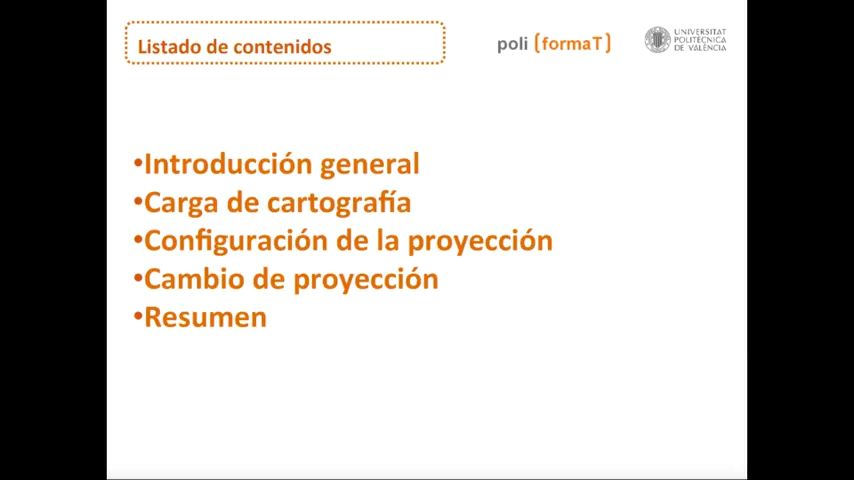 Listado de contenidos
poli [formaT]
UNIVERSITAT
POLITÈCNICA
DE VALÈNCIA
•Introducción general
•Carga de cartografía
•Configuración de la proyección
•Cambio de proyección
•Resumen